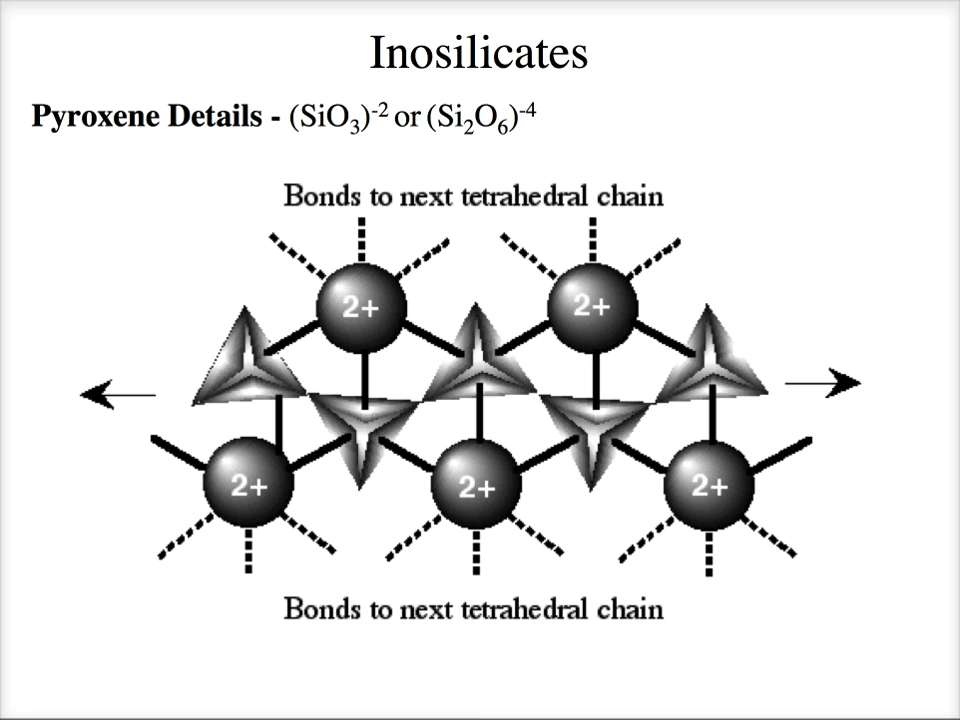 Inosilicates
Pyroxene Details - (SiO₃)⁻² or (Si₂O₆)⁻⁴
Bonds to next tetrahedral chain
2+ 2+
2+ 2+ 2+
Bonds to next tetrahedral chain